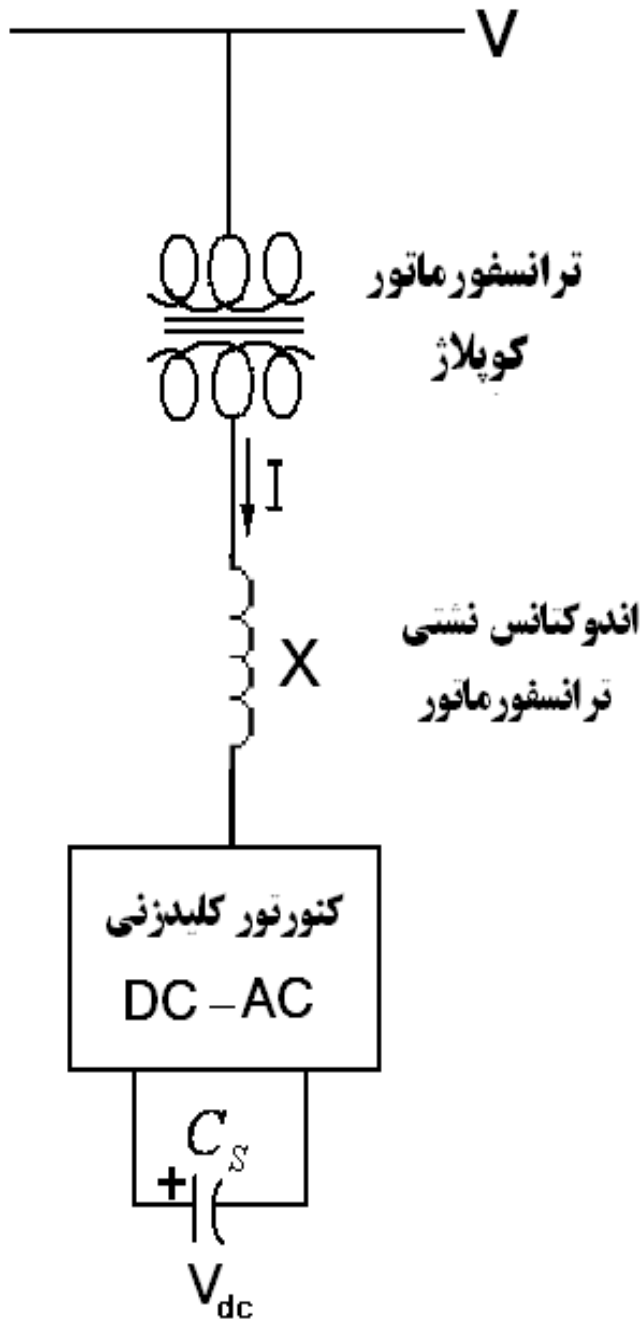 V
ترانسفورماتور
کوپلاژ
I
اندوکتانس نشتی
X
ترانسفورماتور
کنورتور کلیدزنی
DC – AC
C_S
+
V_dc